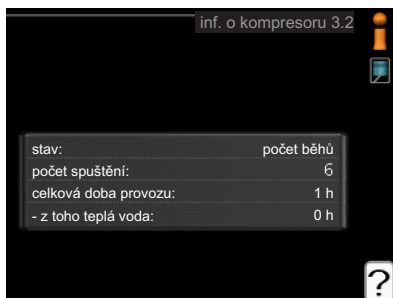 inf. o kompresoru 3.2
stav: počet běhů
počet spuštění: 6
celková doba provozu: 1 h
- z toho teplá voda: 0 h
?